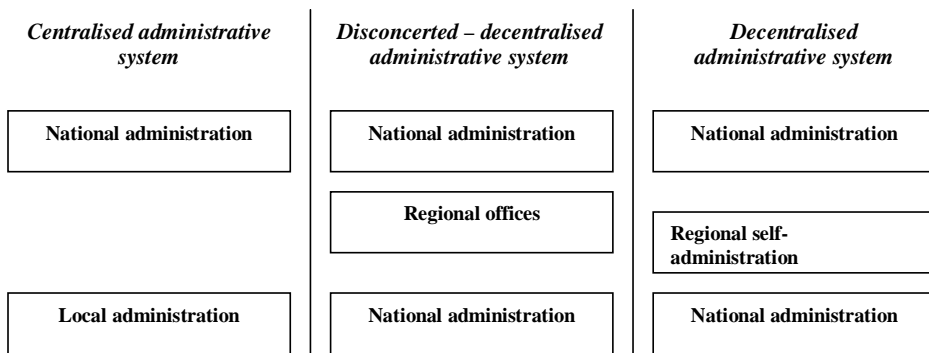 Centralised administrative
system
Disconcerted – decentralised
administrative system
Decentralised
administrative system
National administration
National administration
National administration
Regional offices
Regional self-
administration
Local administration
National administration
National administration